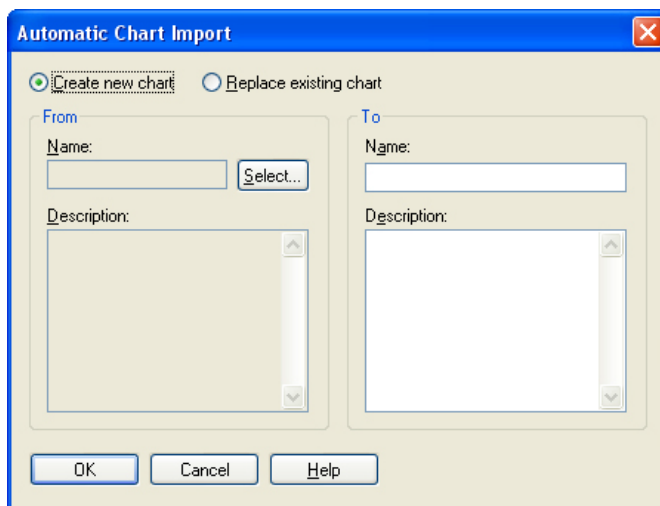 Automatic Chart Import
Create new chart
Replace existing chart
From
Name:
Select...
Description:
To
Name:
Description:
OK
Cancel
Help